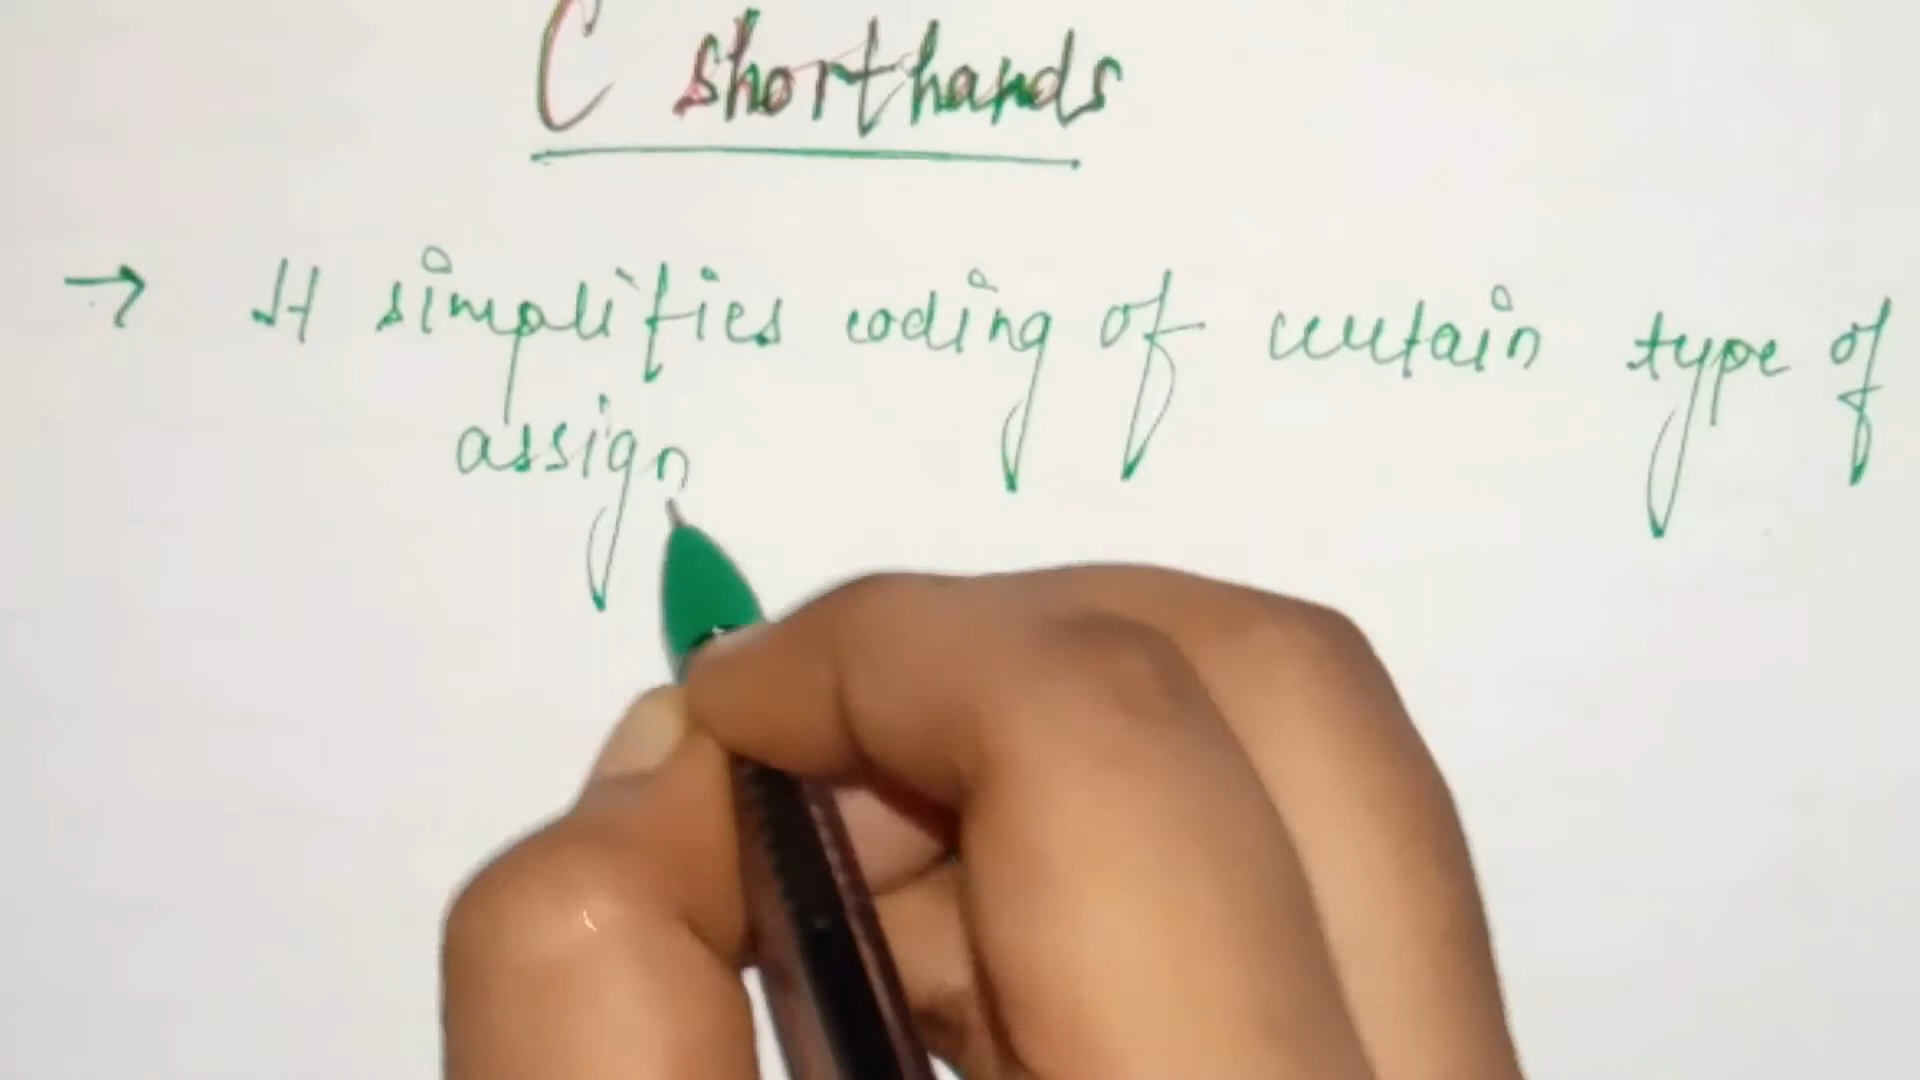 C shorthands
→ It simplifies coding of certain type of
assign